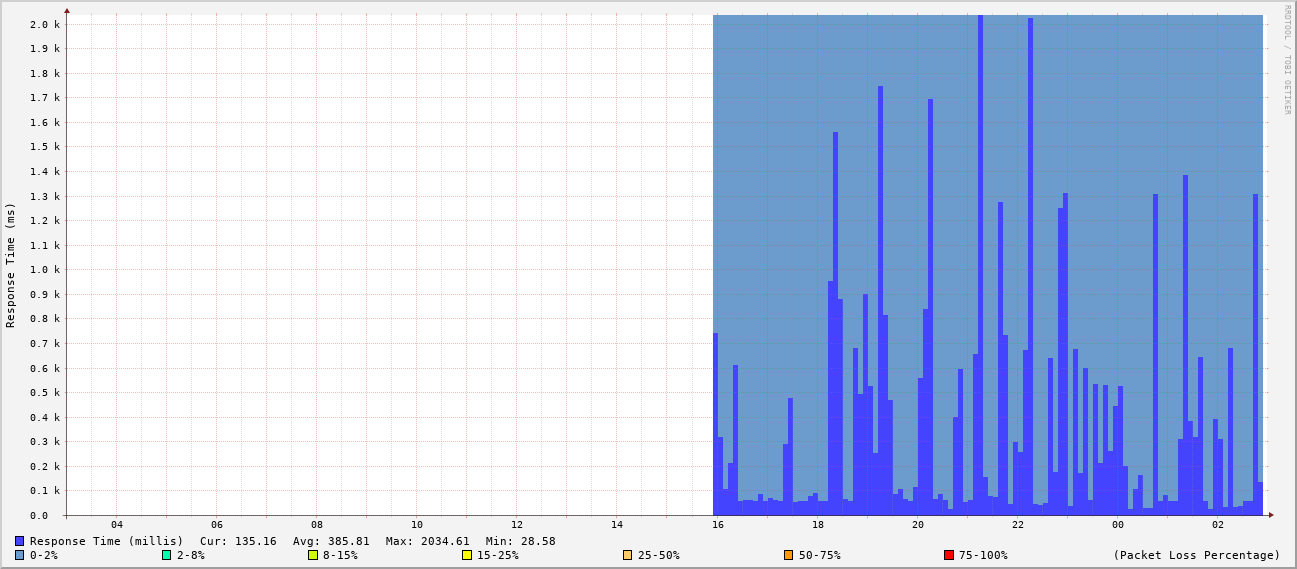 RRDTOOL / TOBI OETIKER
Response Time (ms)
2.0 k
1.9 k
1.8 k
1.7 k
1.6 k
1.5 k
1.4 k
1.3 k
1.2 k
1.1 k
1.0 k
0.9 k
0.8 k
0.7 k
0.6 k
0.5 k
0.4 k
0.3 k
0.2 k
0.1 k
0.0
04 06 08 10 12 14 16 18 20 22 00 02
Response Time (millis) Cur: 135.16 Avg: 385.81 Max: 2034.61 Min: 28.58
0-2% 2-8% 8-15% 15-25% 25-50% 50-75% 75-100% (Packet Loss Percentage)